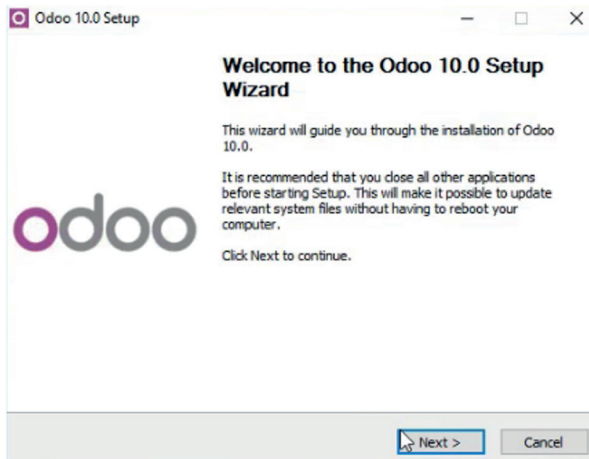 Odoo 10.0 Setup
Welcome to the Odoo 10.0 Setup
Wizard
This wizard will guide you through the installation of Odoo
10.0.
It is recommended that you close all other applications
before starting Setup. This will make it possible to update
relevant system files without having to reboot your
computer.
Click Next to continue.
odoo
Next >
Cancel